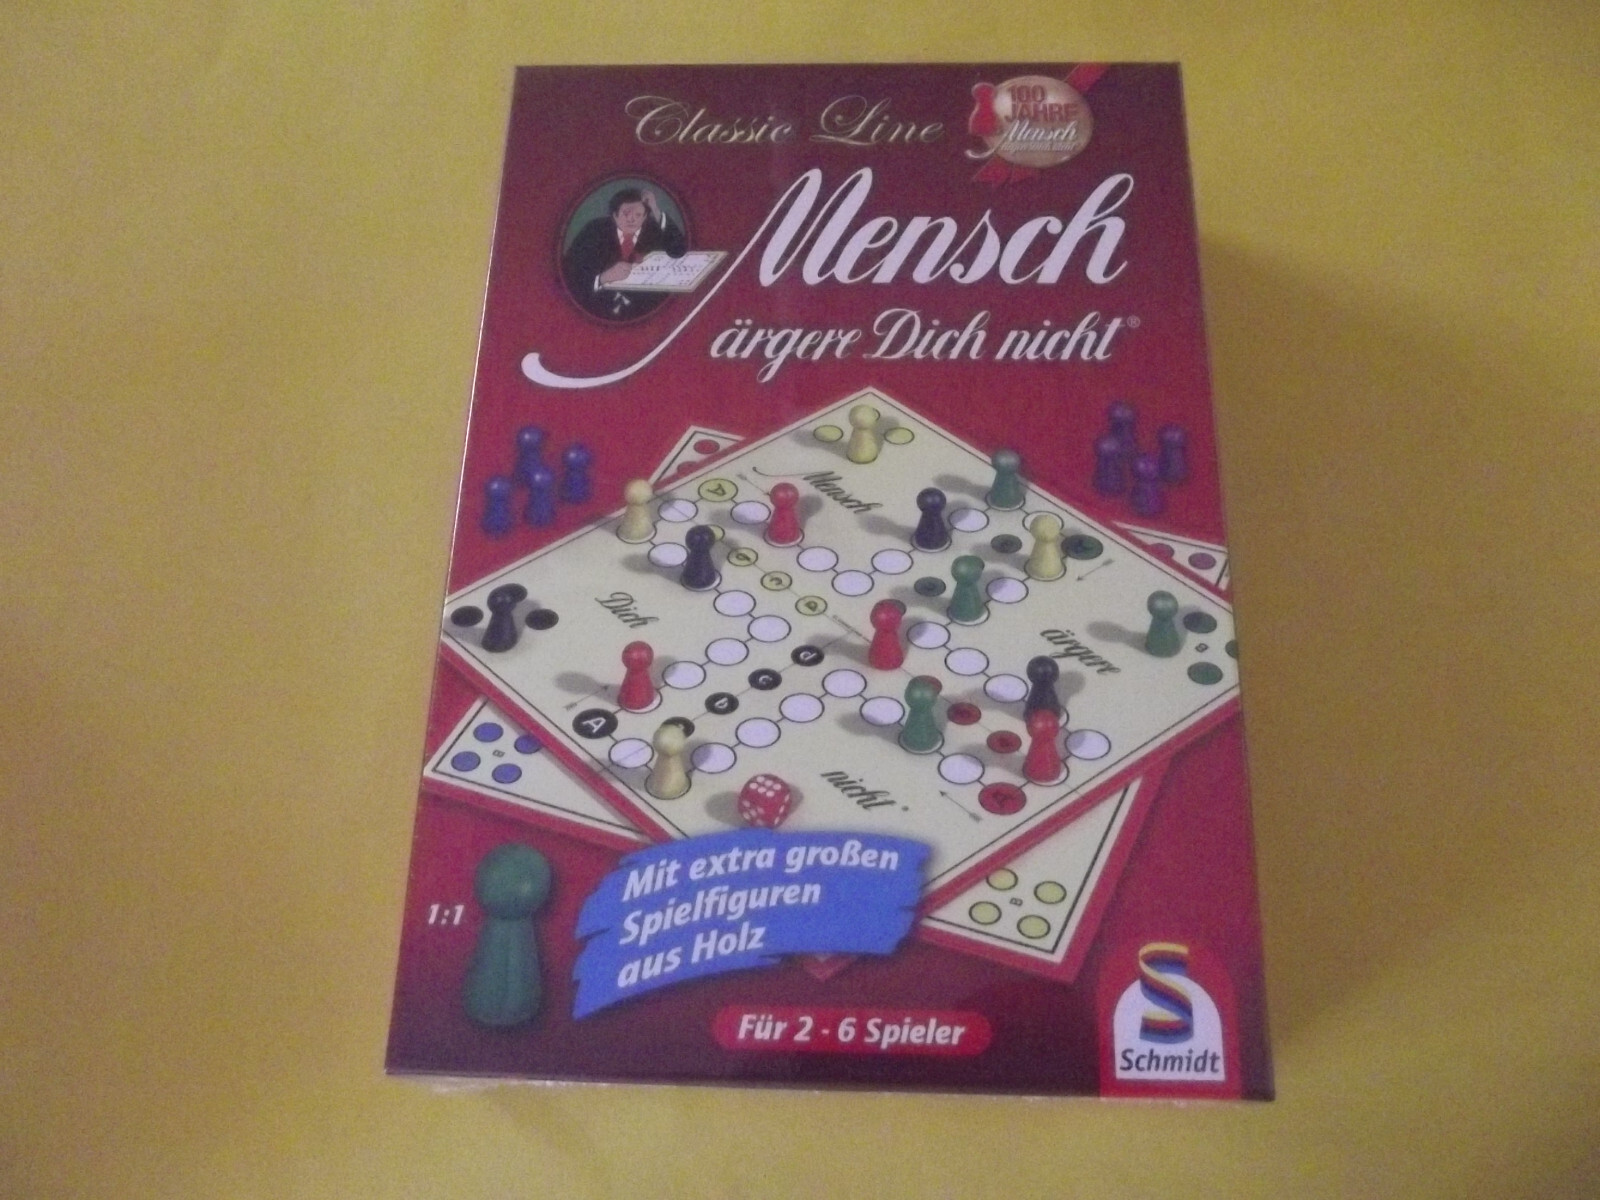 Classic Line
100
JAHRE
Mensch
Mensch
ärgere Dich nicht®
Mensch
Dich
ärgere
nicht
A
b
c
d
B
B
B
1:1
Mit extra großen
Spielfiguren
aus Holz
Für 2 - 6 Spieler
Schmidt